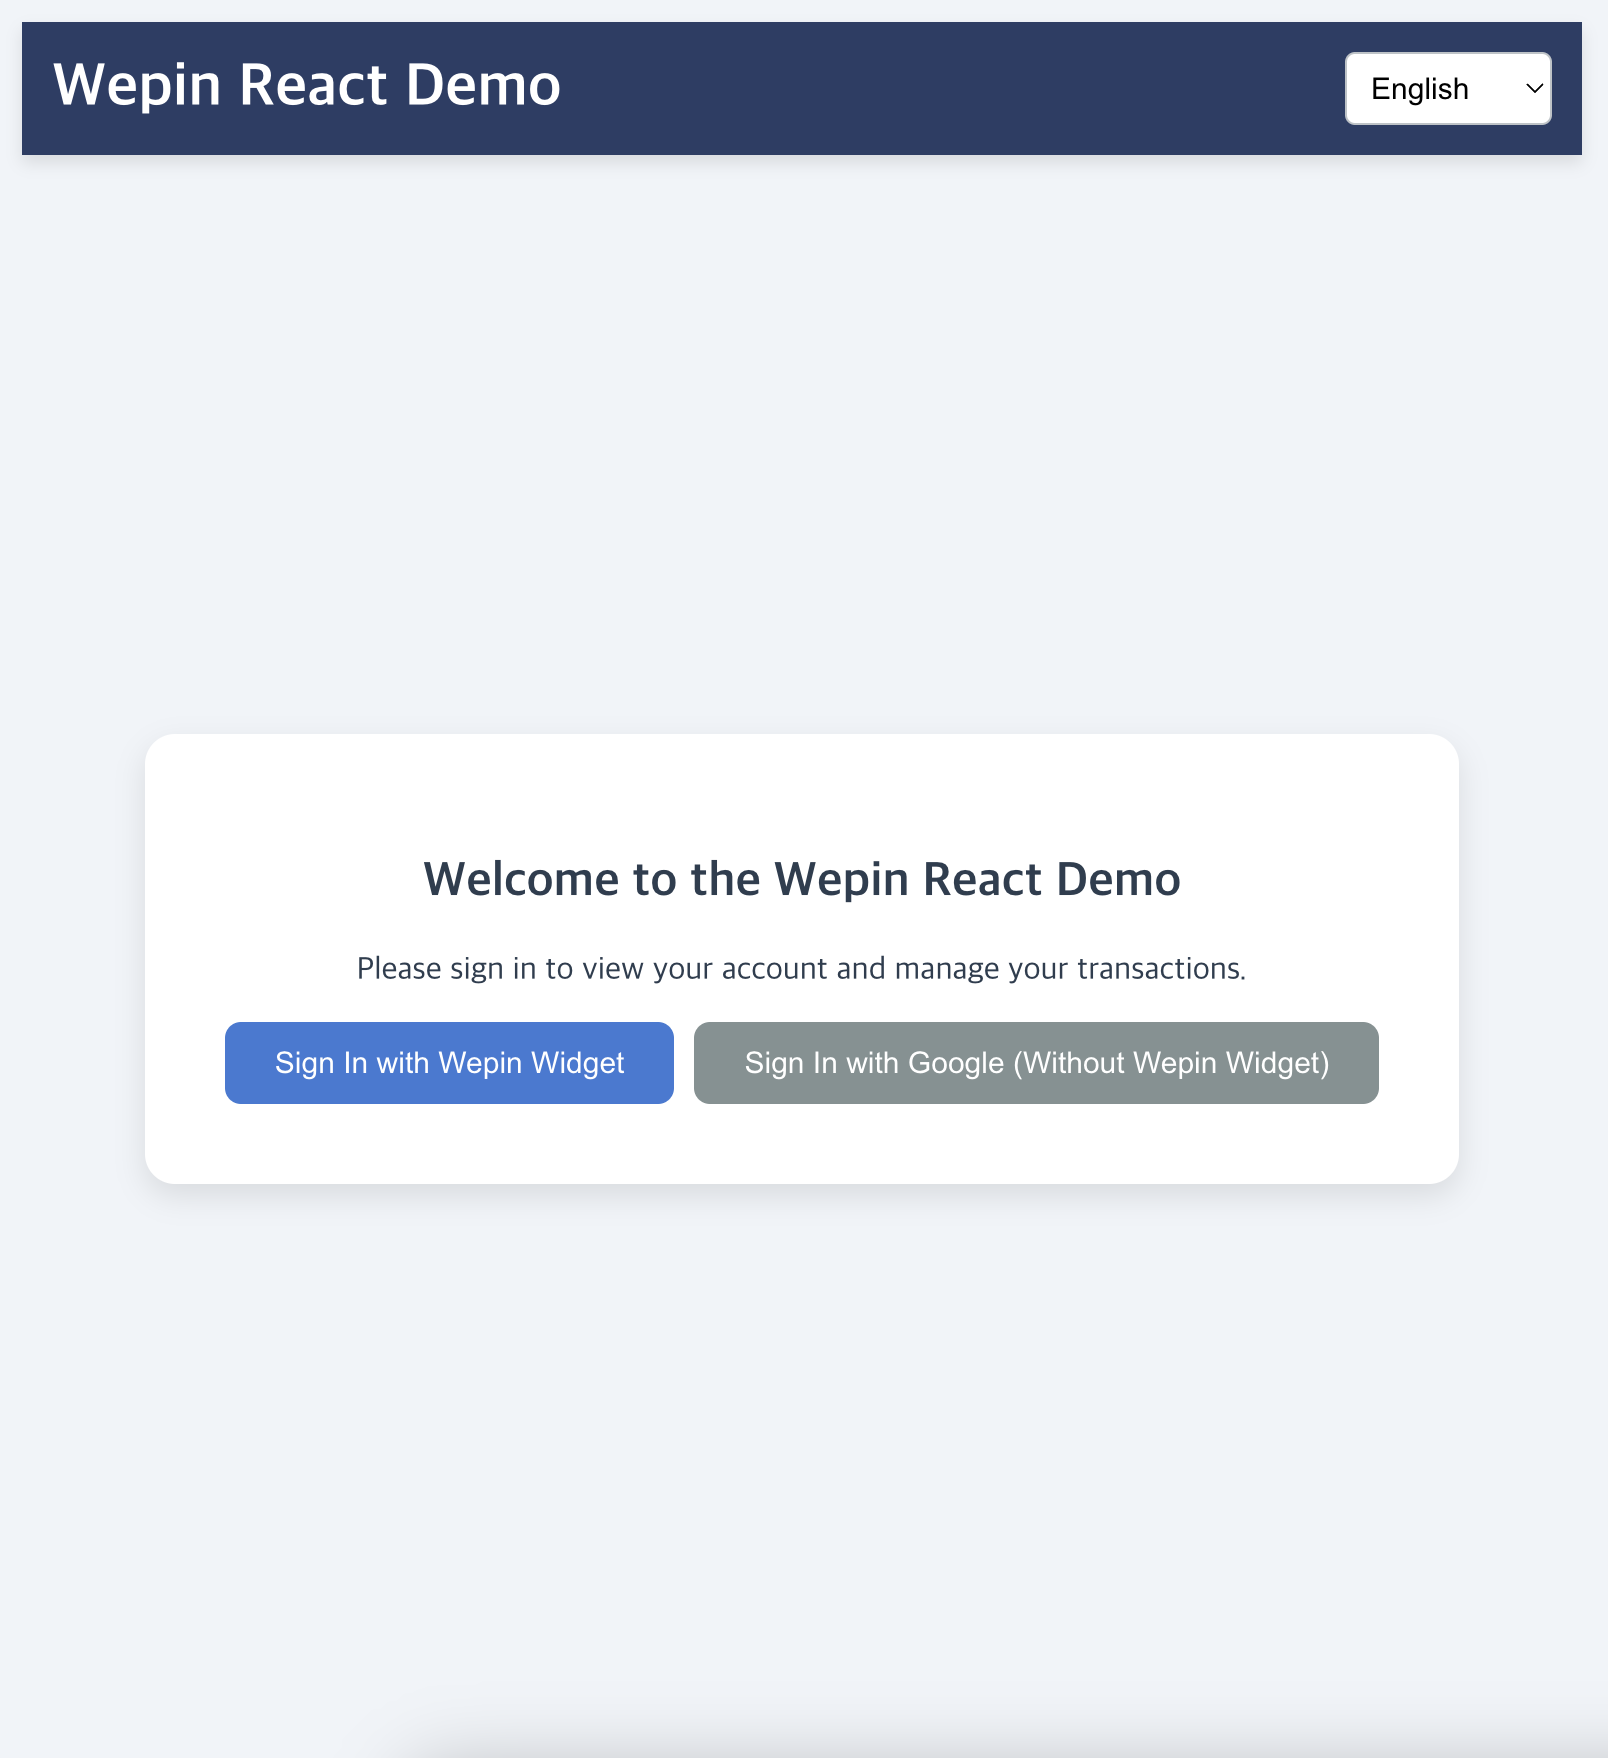 Wepin React Demo
English
Welcome to the Wepin React Demo
Please sign in to view your account and manage your transactions.
Sign In with Wepin Widget
Sign In with Google (Without Wepin Widget)